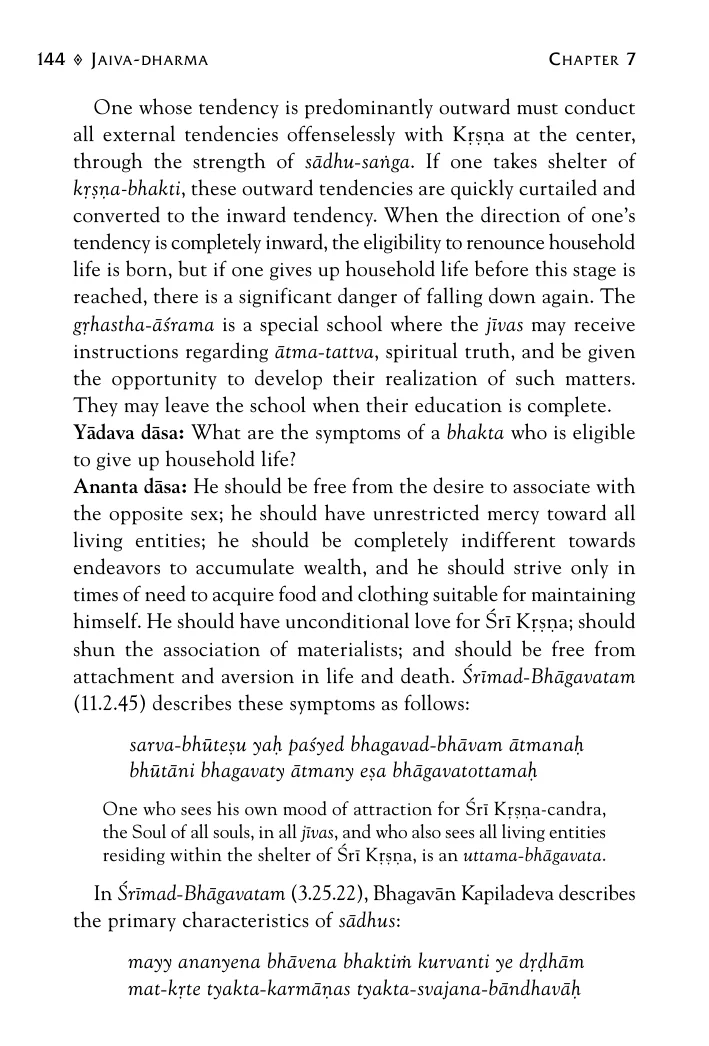 144 ◈ JAIVA-DHARMA CHAPTER 7
One whose tendency is predominantly outward must conduct
all external tendencies offenselessly with Kṛṣṇa at the center,
through the strength of sādhu-saṅga. If one takes shelter of
kṛṣṇa-bhakti, these outward tendencies are quickly curtailed and
converted to the inward tendency. When the direction of one’s
tendency is completely inward, the eligibility to renounce household
life is born, but if one gives up household life before this stage is
reached, there is a significant danger of falling down again. The
gṛhastha-āśrama is a special school where the jīvas may receive
instructions regarding ātma-tattva, spiritual truth, and be given
the opportunity to develop their realization of such matters.
They may leave the school when their education is complete.
Yādava dāsa: What are the symptoms of a bhakta who is eligible
to give up household life?
Ananta dāsa: He should be free from the desire to associate with
the opposite sex; he should have unrestricted mercy toward all
living entities; he should be completely indifferent towards
endeavors to accumulate wealth, and he should strive only in
times of need to acquire food and clothing suitable for maintaining
himself. He should have unconditional love for Śrī Kṛṣṇa; should
shun the association of materialists; and should be free from
attachment and aversion in life and death. Śrīmad-Bhāgavatam
(11.2.45) describes these symptoms as follows:
sarva-bhūteṣu yaḥ paśyed bhagavad-bhāvam ātmanaḥ
bhūtāni bhagavaty ātmany eṣa bhāgavatottamaḥ
One who sees his own mood of attraction for Śrī Kṛṣṇa-candra,
the Soul of all souls, in all jīvas, and who also sees all living entities
residing within the shelter of Śrī Kṛṣṇa, is an uttama-bhāgavata.
In Śrīmad-Bhāgavatam (3.25.22), Bhagavān Kapiladeva describes
the primary characteristics of sādhus:
mayy ananyena bhāvena bhaktiṁ kurvanti ye dṛḍhām
mat-kṛte tyakta-karmāṇas tyakta-svajana-bāndhavāḥ